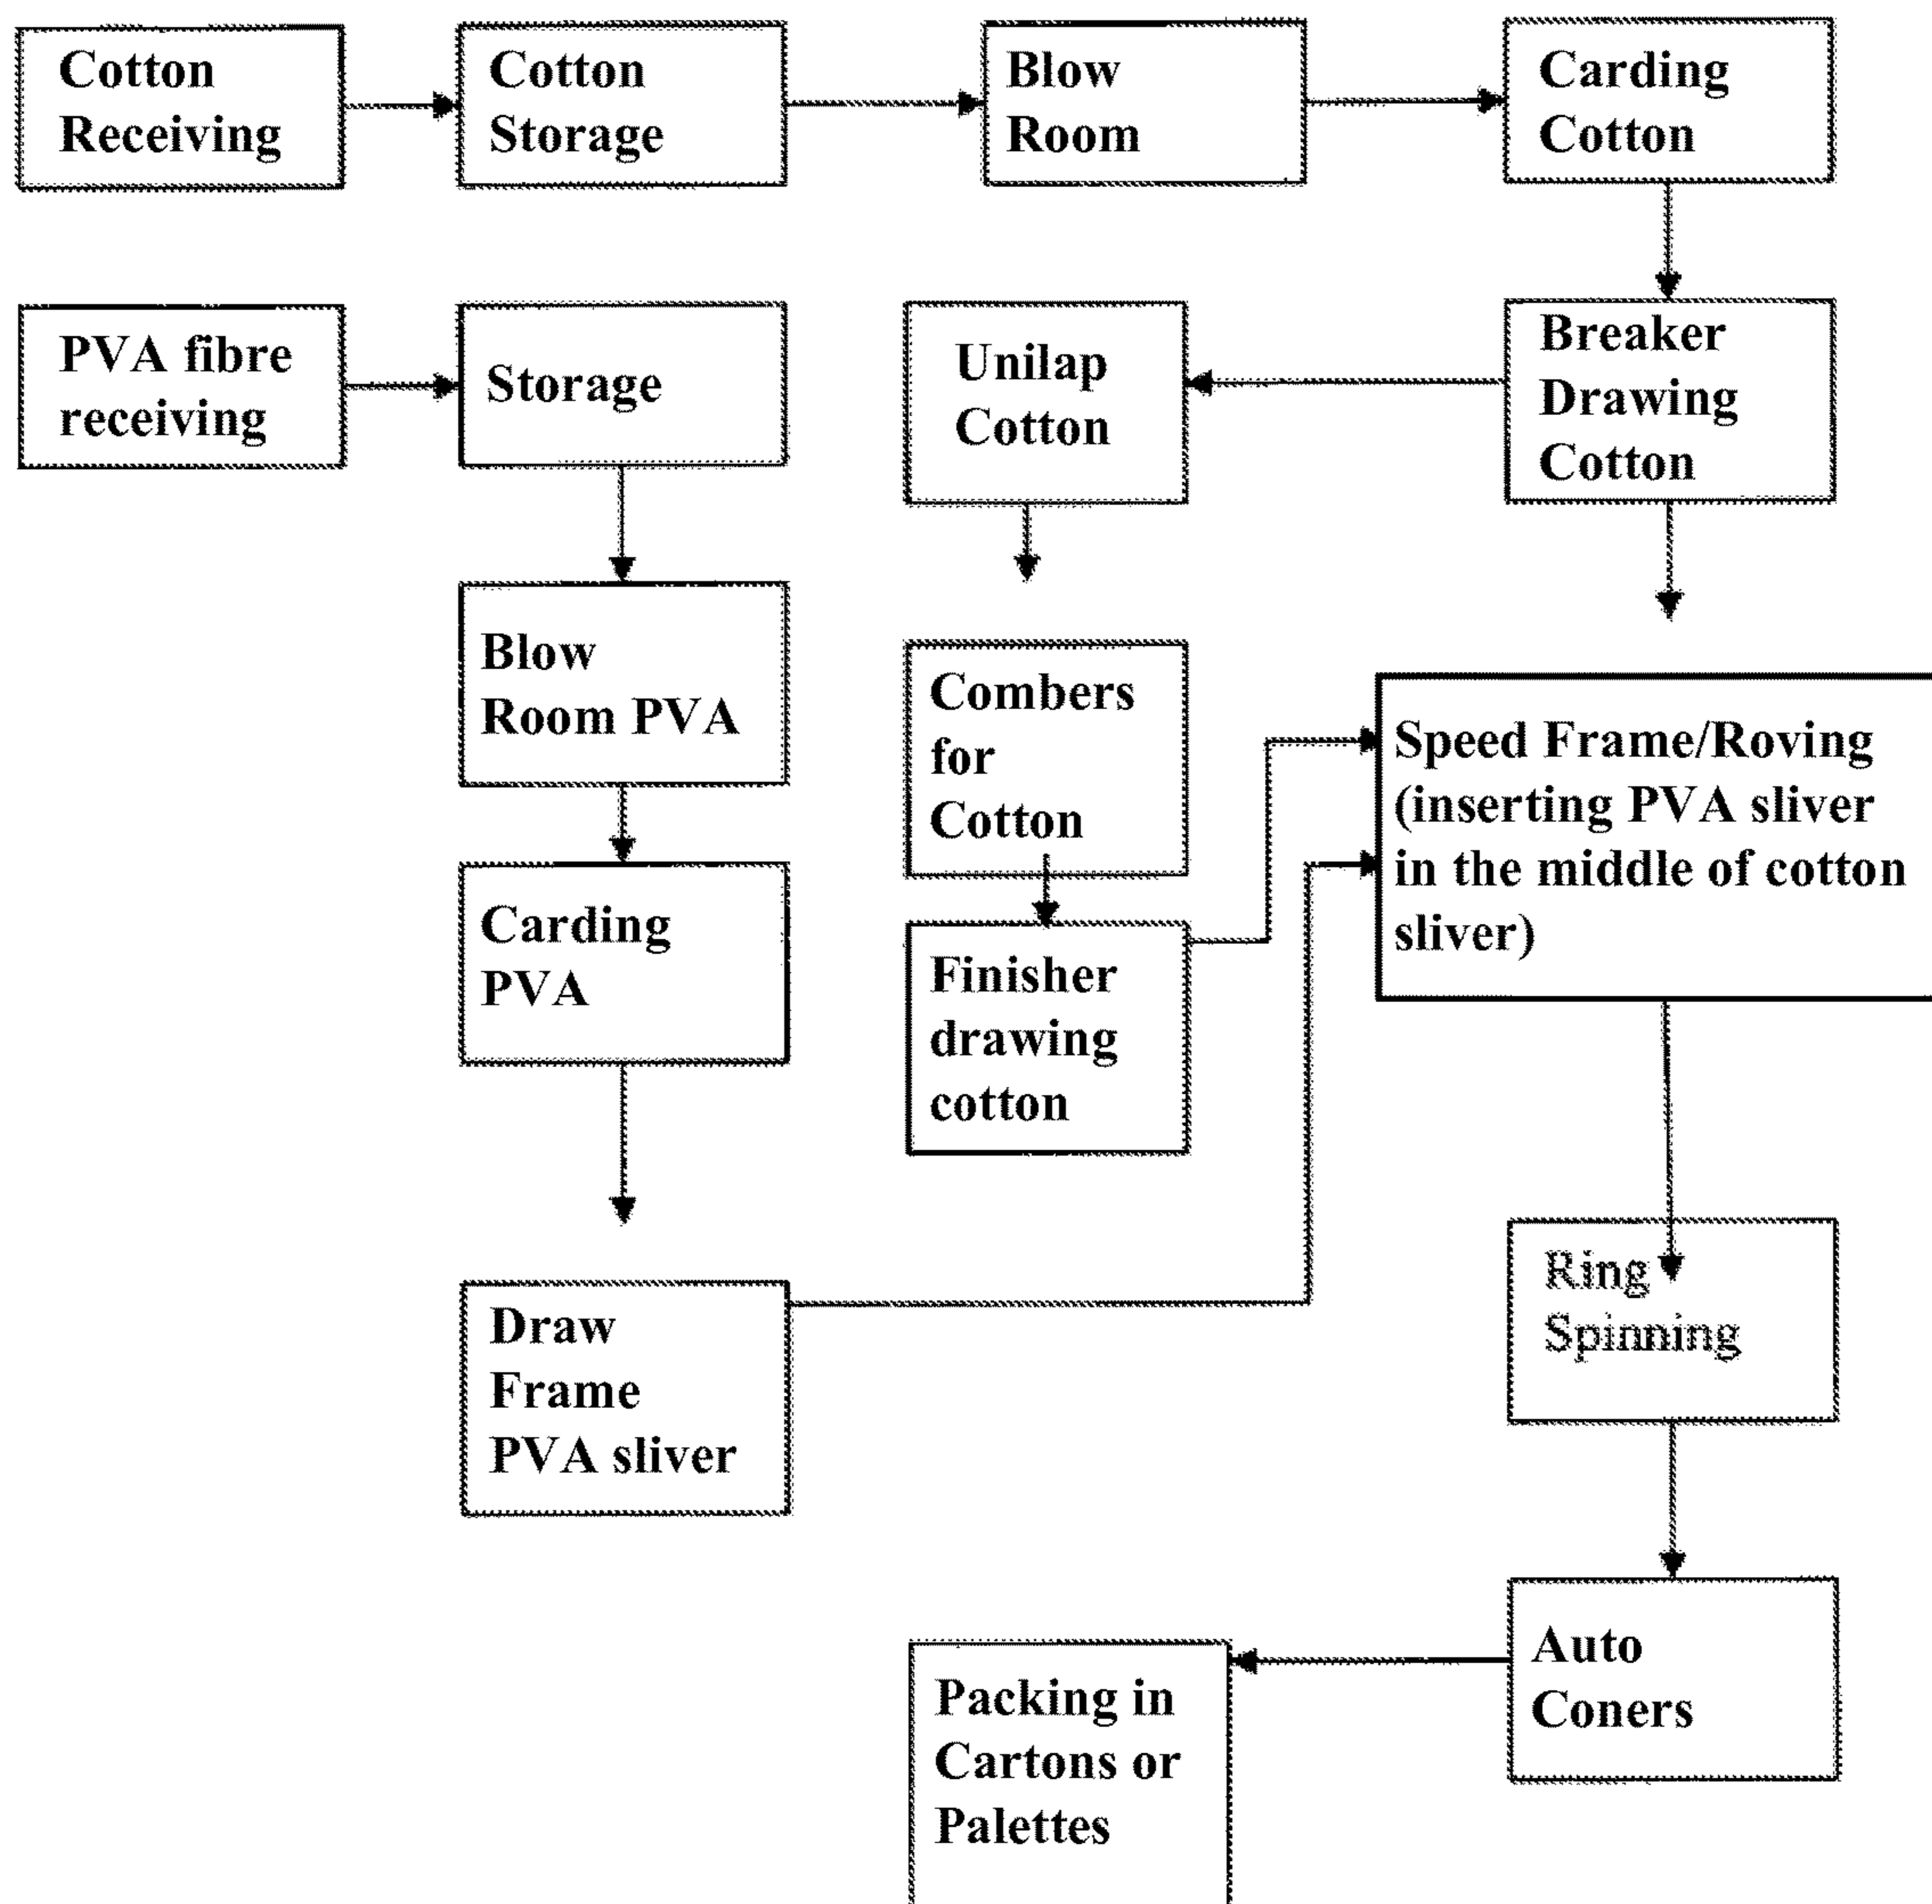 Cotton
Receiving
Cotton
Storage
Blow
Room
Carding
Cotton
PVA fibre
receiving
Storage
Unilap
Cotton
Breaker
Drawing
Cotton
Blow
Room PVA
Combers
for
Cotton
Speed Frame/Roving
(inserting PVA sliver
in the middle of cotton
sliver)
Carding
PVA
Finisher
drawing
cotton
Ring
Spinning
Draw
Frame
PVA sliver
Auto
Coners
Packing in
Cartons or
Palettes